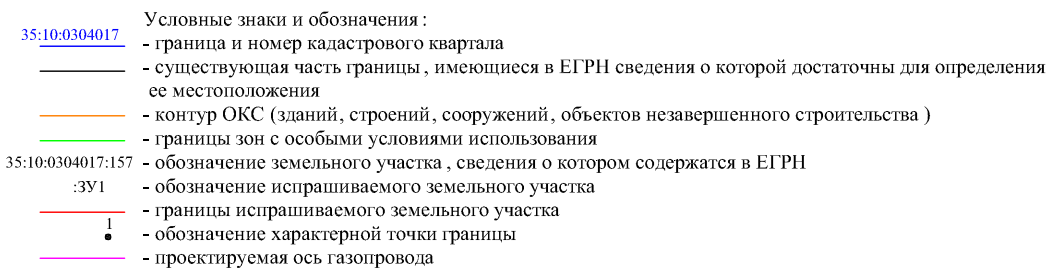 Условные знаки и обозначения :
35:10:0304017 - граница и номер кадастрового квартала
- существующая часть границы , имеющиеся в ЕГРН сведения о которой достаточны для определения
ее местоположения
- контур ОКС (зданий, строений, сооружений, объектов незавершенного строительства )
- границы зон с особыми условиями использования
35:10:0304017:157 - обозначение земельного участка , сведения о котором содержатся в ЕГРН
:ЗУ1 - обозначение испрашиваемого земельного участка
- границы испрашиваемого земельного участка
1 - обозначение характерной точки границы
- проектируемая ось газопровода